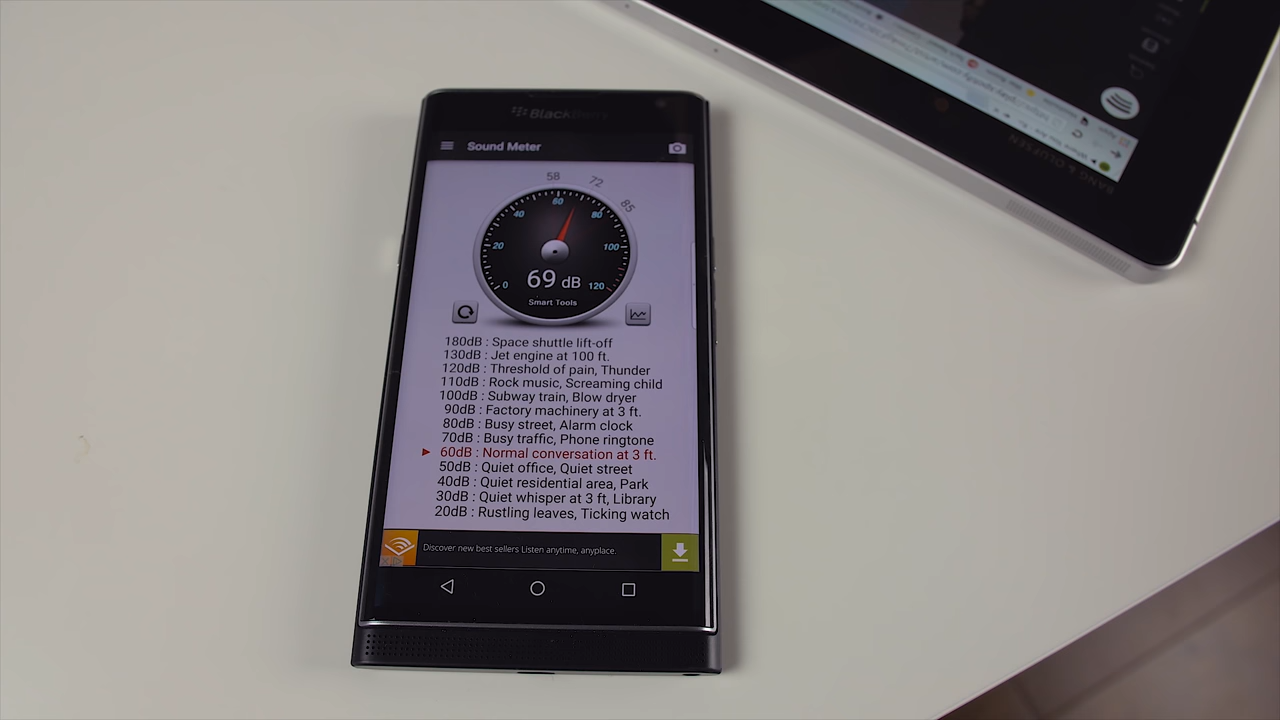 BlackBerry
Sound Meter
58
72
85
0
20
40
60
80
100
120
69 dB
Smart Tools
180dB : Space shuttle lift-off
130dB : Jet engine at 100 ft.
120dB : Threshold of pain, Thunder
110dB : Rock music, Screaming child
100dB : Subway train, Blow dryer
90dB : Factory machinery at 3 ft.
80dB : Busy street, Alarm clock
70dB : Busy traffic, Phone ringtone
60dB : Normal conversation at 3 ft.
50dB : Quiet office, Quiet street
40dB : Quiet residential area, Park
30dB : Quiet whisper at 3 ft, Library
20dB : Rustling leaves, Ticking watch
Discover new best sellers Listen anytime, anyplace.
BANG & OLUFSEN